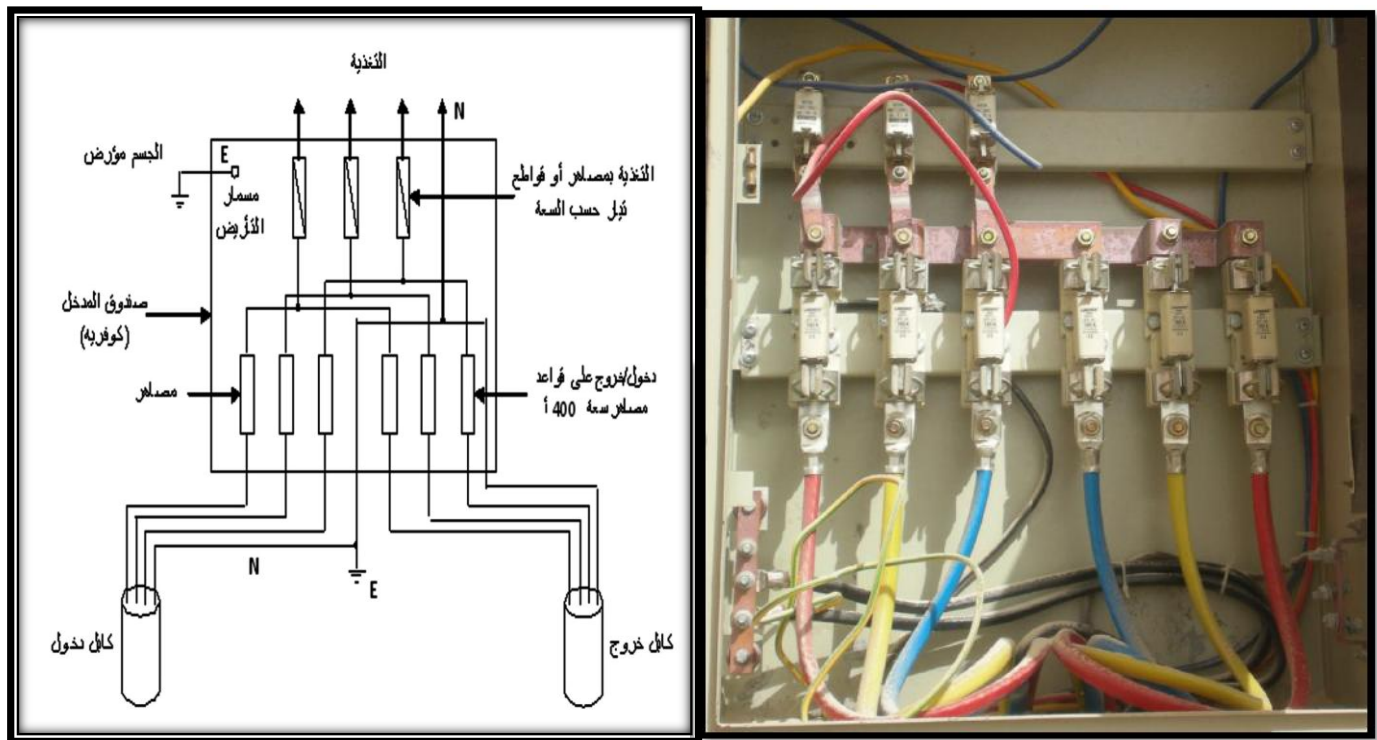 التغذية
N
الجسم مؤرض
E
مسمار
التأريض
التغذية بمصاهر أو قواطع
تيار حسب السعة
صندوق المدخل
(كوفريه)
مصاهر
دخول/خروج على قواعد
مصاهر سعة 400 أ
N
E
كابل دخول
كابل خروج